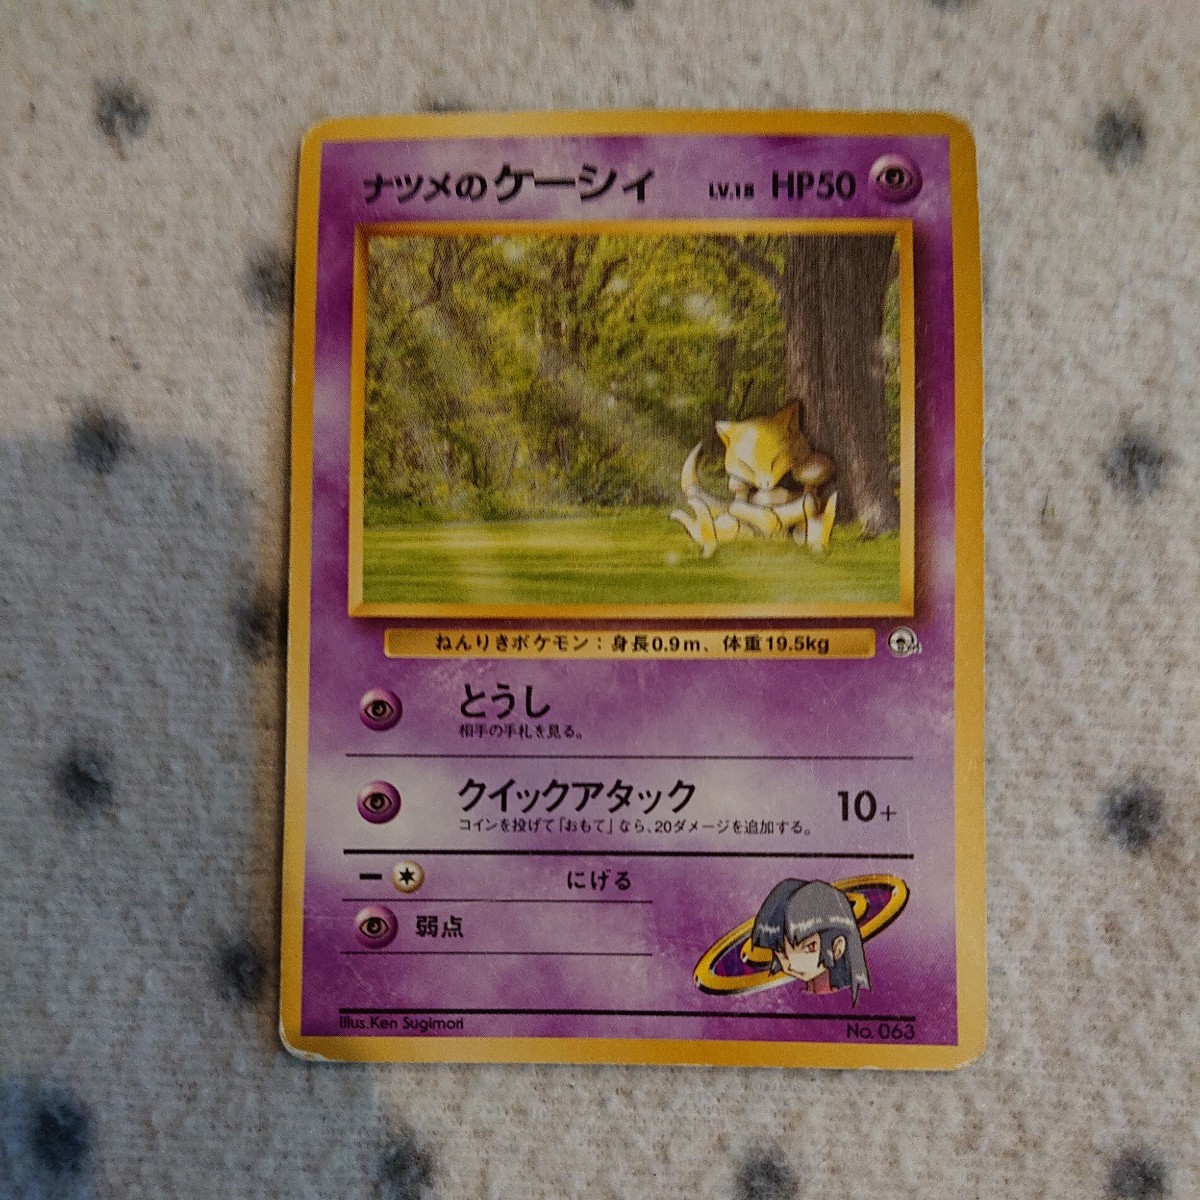 ナツメのケーシィ LV.18 HP50
ねんりきポケモン：身長0.9m、体重19.5kg
とうし
相手の手札を見る。
クイックアタック 10+
コインを投げて「おもて」なら、20ダメージを追加する。
にげる
弱点
Illus.Ken Sugimori No. 063